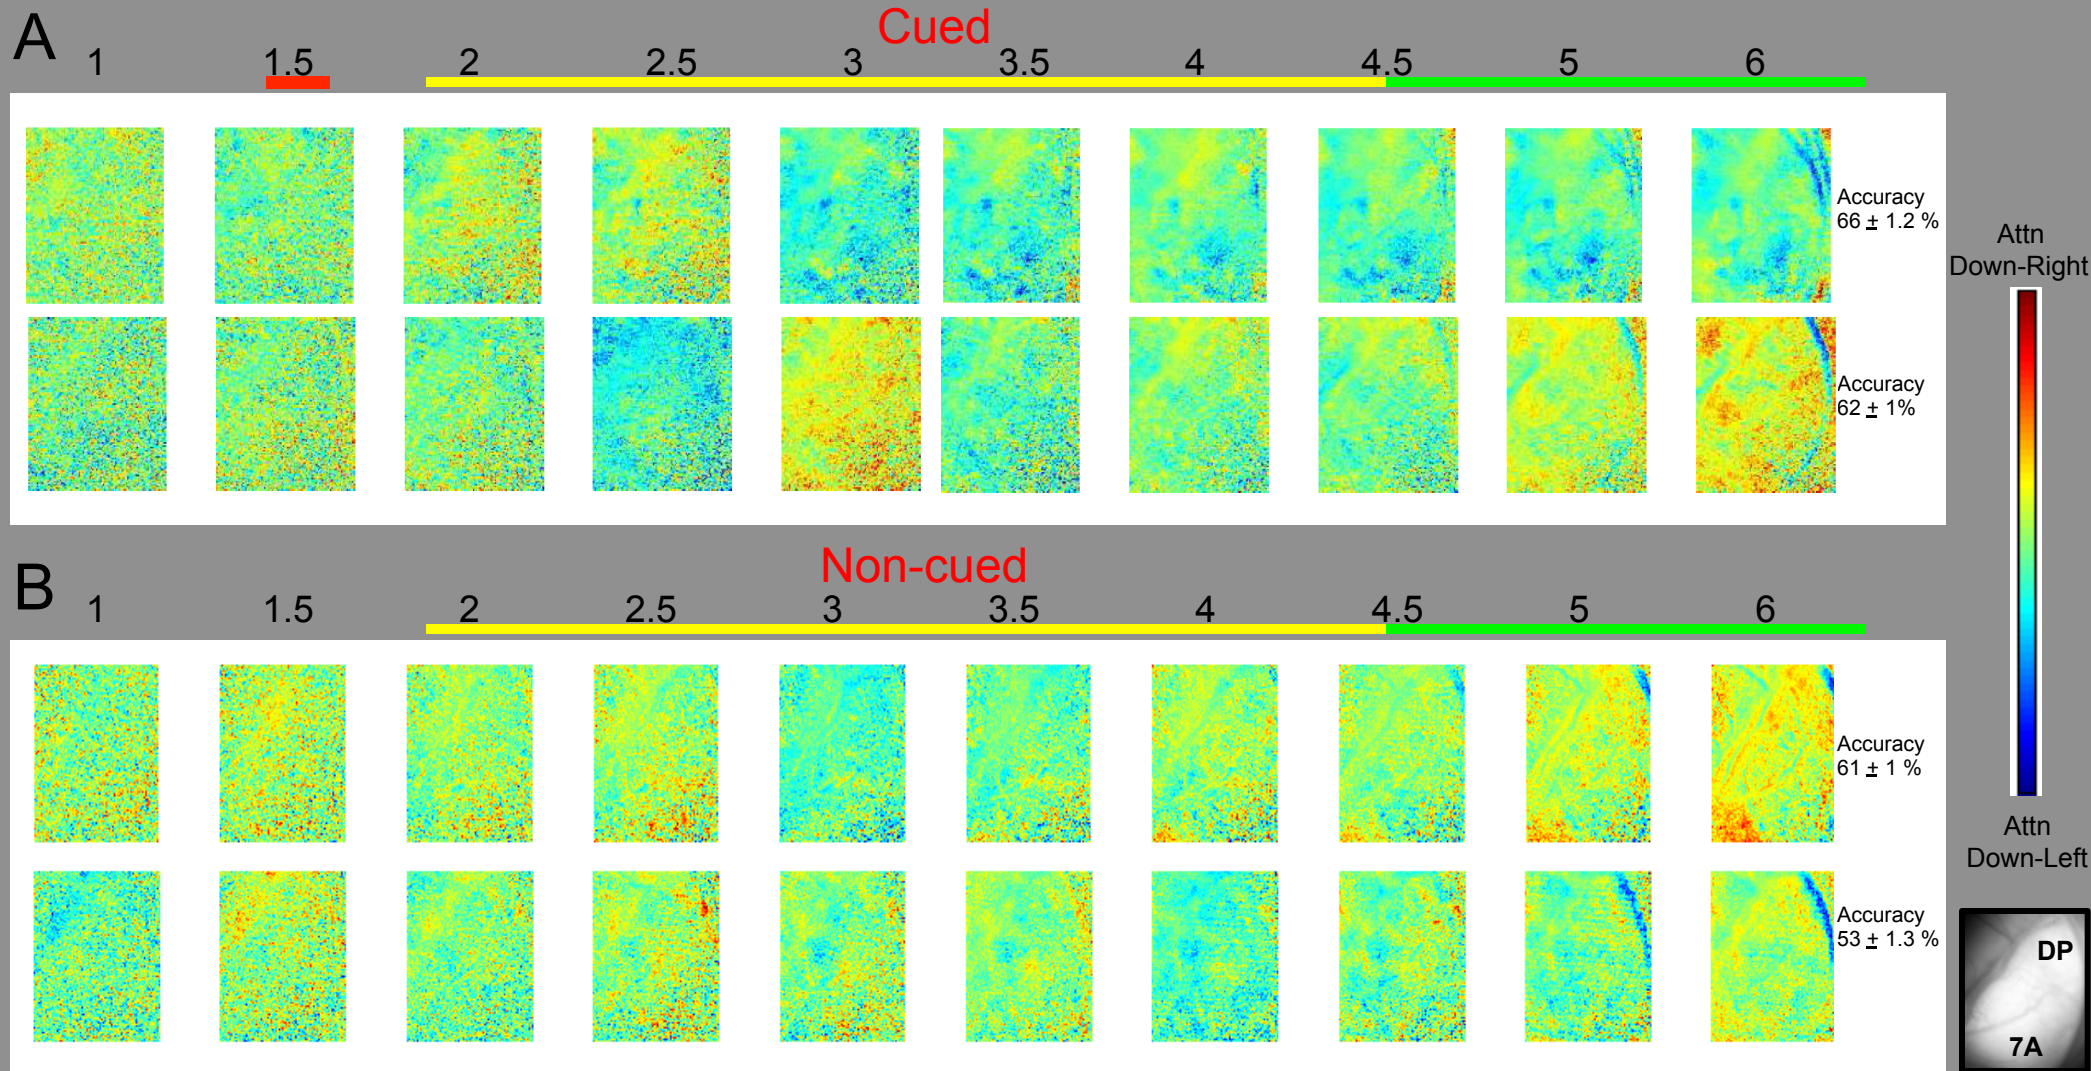 A
Cued
1 1.5 2 2.5 3 3.5 4 4.5 5 6
Accuracy
66 ± 1.2 %
Accuracy
62 ± 1%
B
Non-cued
1 1.5 2 2.5 3 3.5 4 4.5 5 6
Accuracy
61 ± 1 %
Accuracy
53 ± 1.3 %
Attn
Down-Right
Attn
Down-Left
DP
7A